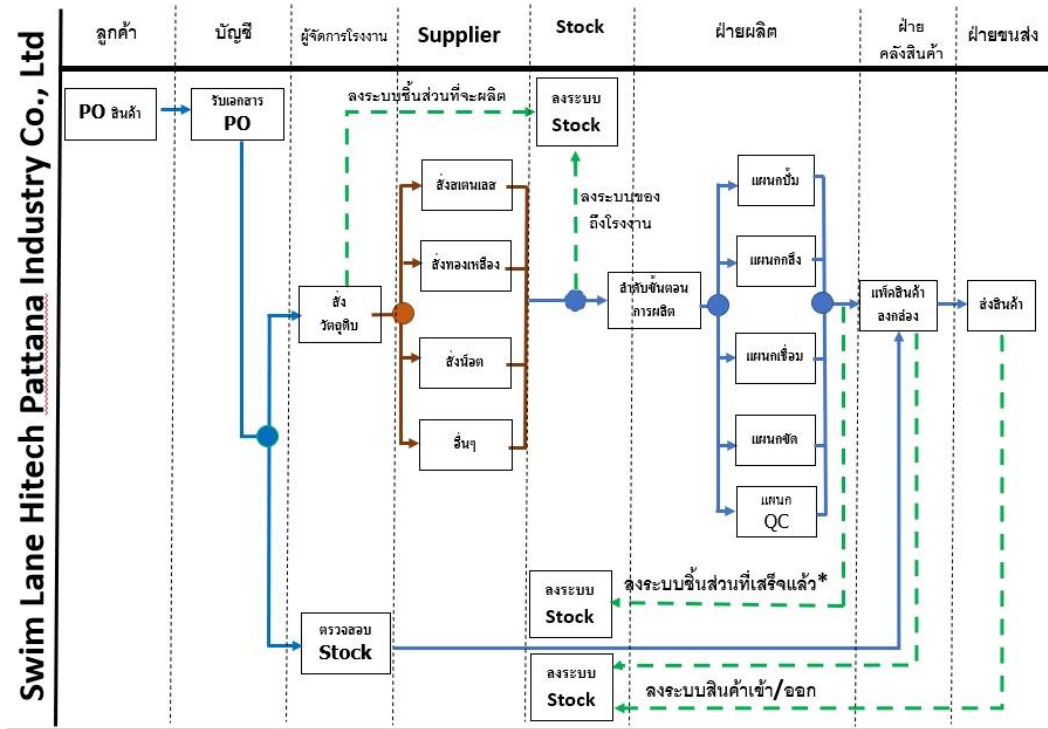 Swim Lane Hitech Pattana Industry Co., Ltd
ลูกค้า
บัญชี
ผู้จัดการโรงงาน
Supplier
Stock
ฝ่ายผลิต
ฝ่าย
คลังสินค้า
ฝ่ายขนส่ง
PO สินค้า
รับเอกสาร
PO
ลงระบบชิ้นส่วนที่จะผลิต
ลงระบบ
Stock
สั่งสเตนเลส
ลงระบบของ
ถึงโรงงาน
แผนกปั้ม
สั่งทองเหลือง
แผนกกลึง
สั่ง
วัตถุดิบ
ลำดับขั้นตอน
การผลิต
แพ็คสินค้า
ลงกล่อง
ส่งสินค้า
สั่งน็อต
แผนกเชื่อม
อื่นๆ
แผนกขัด
แผนก
QC
ลงระบบ
Stock
ลงระบบชิ้นส่วนที่เสร็จแล้ว*
ตรวจสอบ
Stock
ลงระบบ
Stock
ลงระบบสินค้าเข้า/ออก